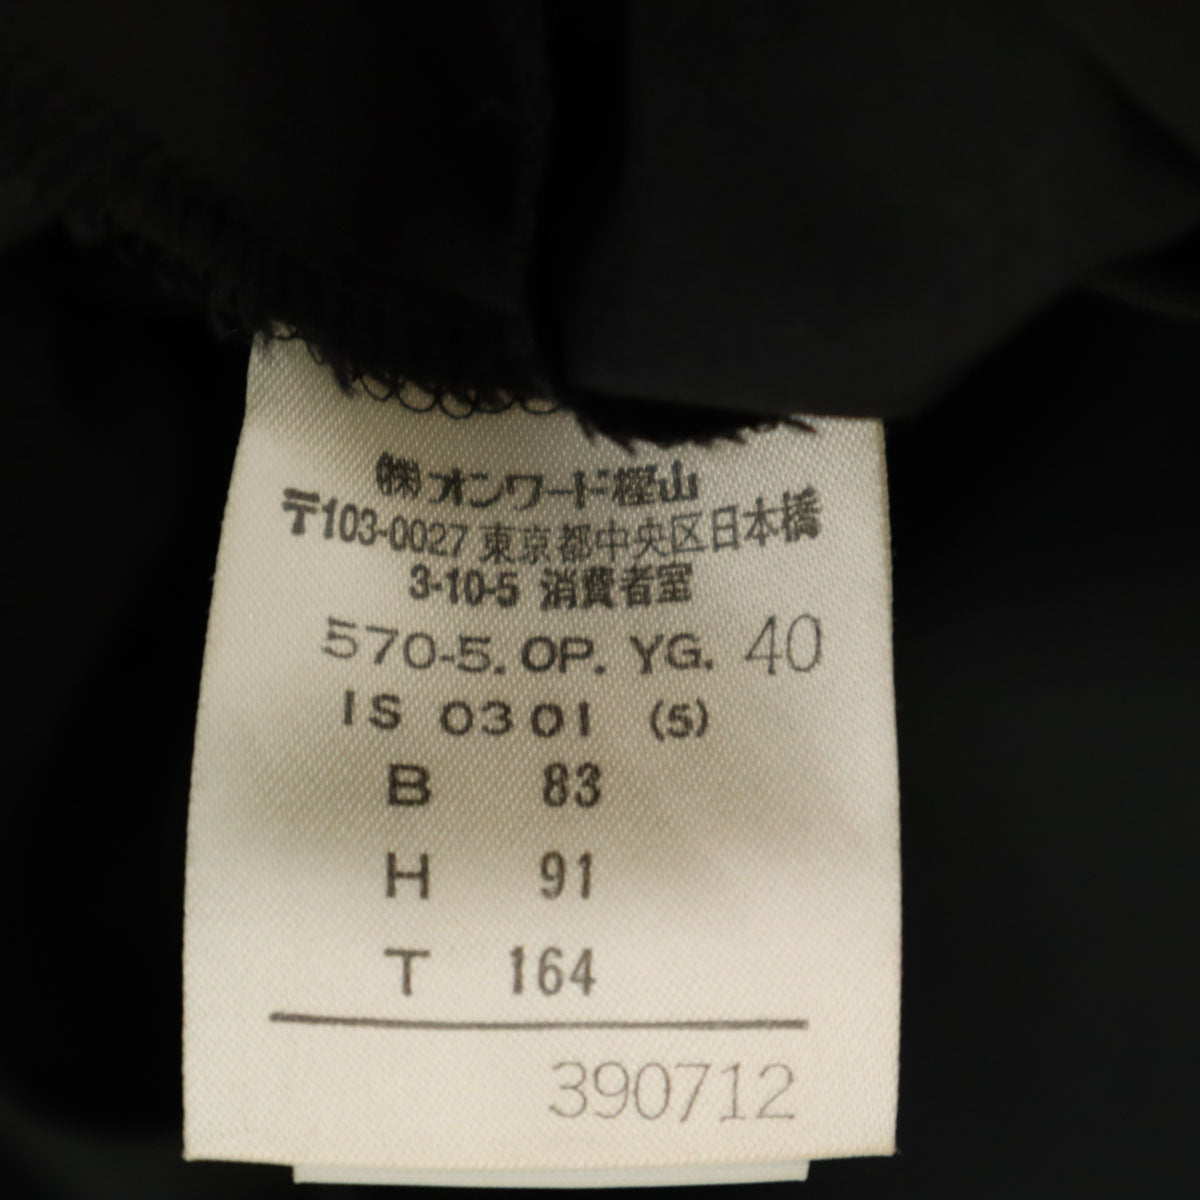 ㈱オンワード樫山
〒103-0027 東京都中央区日本橋
3-10-5 消費者室
570-5. OP. YG. 40
IS 0301 (5)
B 83
H 91
T 164
390712